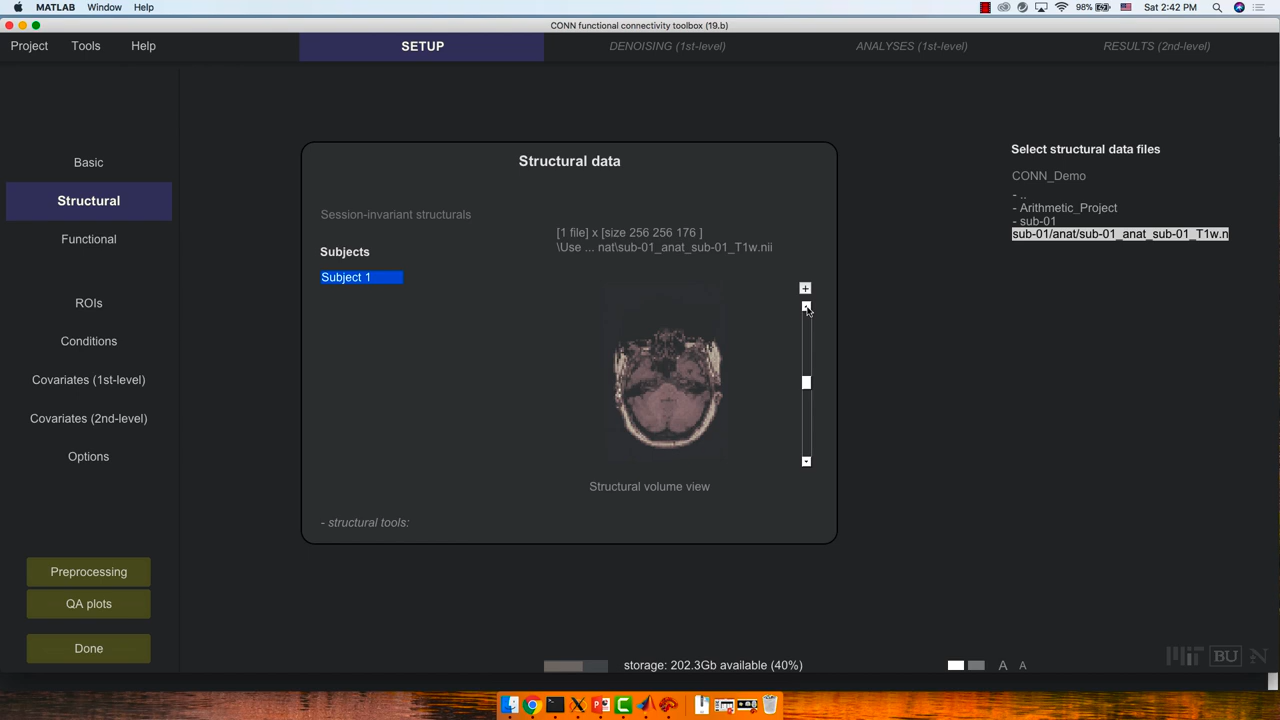 MATLAB Window Help 98% Sat 2:42 PM
CONN functional connectivity toolbox (19.b)
Project Tools Help SETUP DENOISING (1st-level) ANALYSES (1st-level) RESULTS (2nd-level)
Basic
Structural
Functional
ROIs
Conditions
Covariates (1st-level)
Covariates (2nd-level)
Options
Preprocessing
QA plots
Done
Structural data
Session-invariant structurals
Subjects
Subject 1
[1 file] x [size 256 256 176 ]
\Use ... nat\sub-01_anat_sub-01_T1w.nii
+
Structural volume view
- structural tools:
Select structural data files
CONN_Demo
- ..
- Arithmetic_Project
- sub-01
sub-01/anat/sub-01_anat_sub-01_T1w.n
storage: 202.3Gb available (40%)
A A
MIT BU N